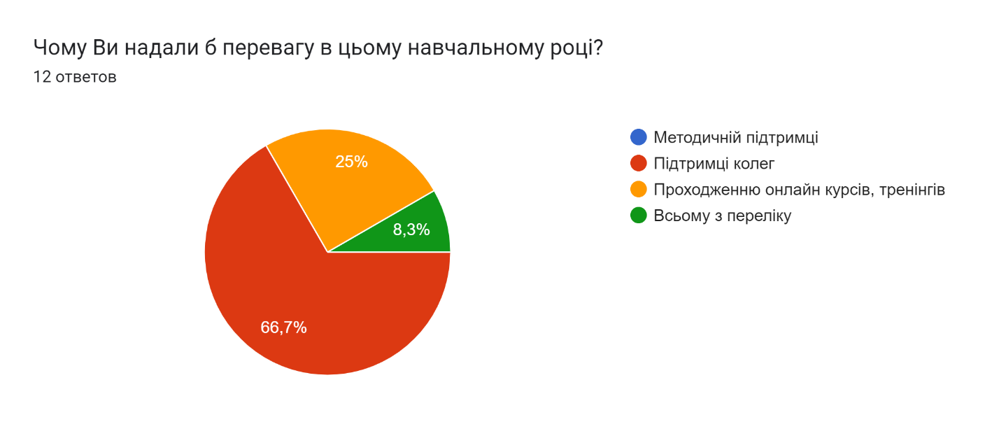 Чому Ви надали б перевагу в цьому навчальному році?
12 ответов
25%
8,3%
66,7%
Методичній підтримці
Підтримці колег
Проходженню онлайн курсів, тренінгів
Всьому з переліку